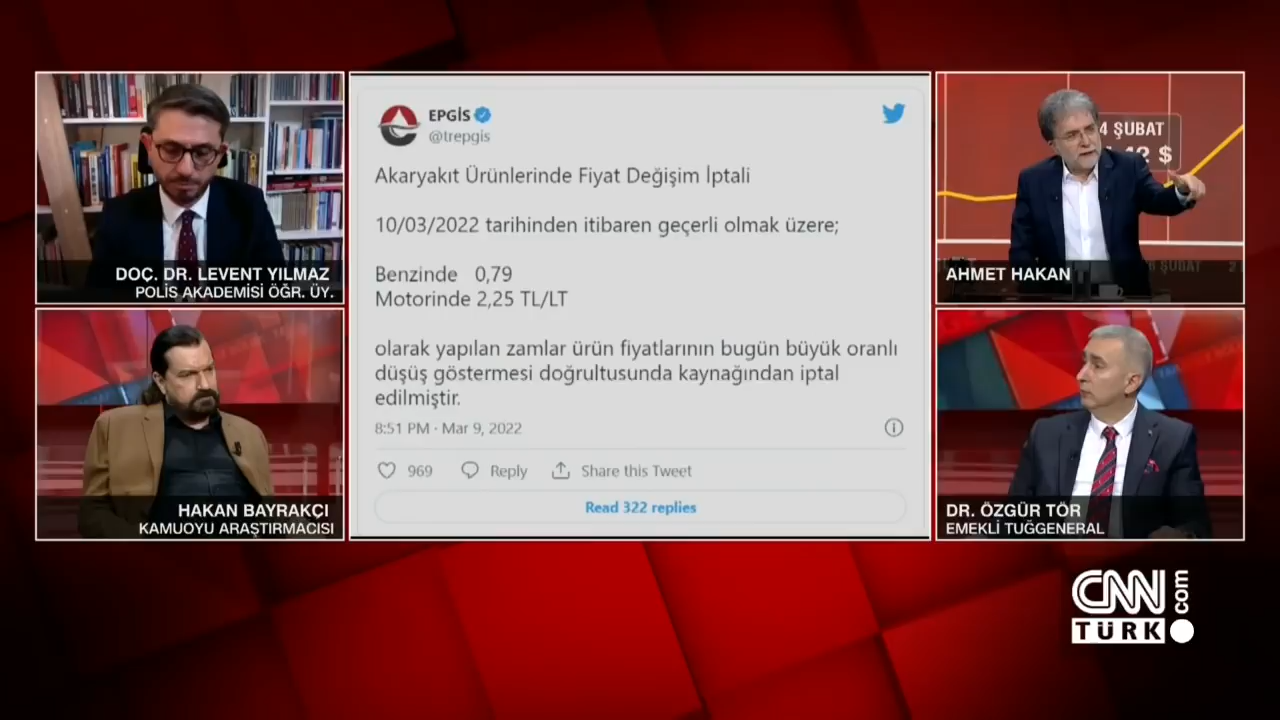 DOÇ. DR. LEVENT YILMAZ
POLİS AKADEMİSİ ÖĞR. ÜY.
HAKAN BAYRAKÇI
KAMUOYU ARAŞTIRMACISI
EPGİS
@trepgis
Akaryakıt Ürünlerinde Fiyat Değişim İptali
10/03/2022 tarihinden itibaren geçerli olmak üzere;
Benzinde 0,79
Motorinde 2,25 TL/LT
olarak yapılan zamlar ürün fiyatlarının bugün büyük oranlı
düşüş göstermesi doğrultusunda kaynağından iptal
edilmiştir.
8:51 PM · Mar 9, 2022
969 Reply Share this Tweet
Read 322 replies
4 ŞUBAT
$
ŞUBAT
AHMET HAKAN
DR. ÖZGÜR TÖR
EMEKLİ TUĞGENERAL
CNN
TÜRK
.com